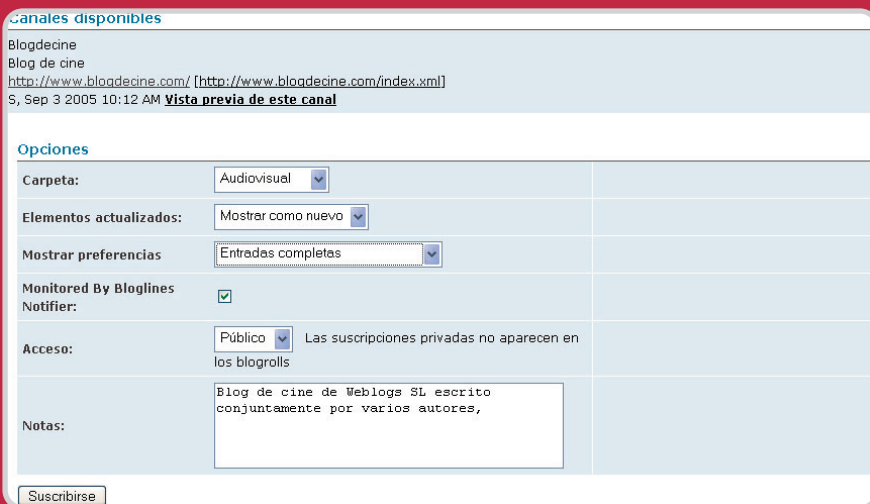 Canales disponibles
Blogdecine
Blog de cine
http://www.blogdecine.com/ [http://www.blogdecine.com/index.xml]
S, Sep 3 2005 10:12 AM Vista previa de este canal
Opciones
Carpeta: Audiovisual
Elementos actualizados: Mostrar como nuevo
Mostrar preferencias Entradas completas
Monitored By Bloglines
Notifier:
Acceso: Público Las suscripciones privadas no aparecen en
los blogrolls
Notas: Blog de cine de Weblogs SL escrito
conjuntamente por varios autores,
Suscribirse